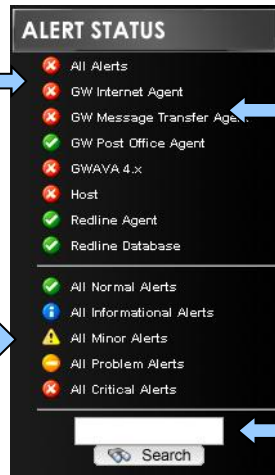 ALERT STATUS
All Alerts
GW Internet Agent
GW Message Transfer Agent
GW Post Office Agent
GWAVA 4.x
Host
Redline Agent
Redline Database
All Normal Alerts
All Informational Alerts
All Minor Alerts
All Problem Alerts
All Critical Alerts
Search